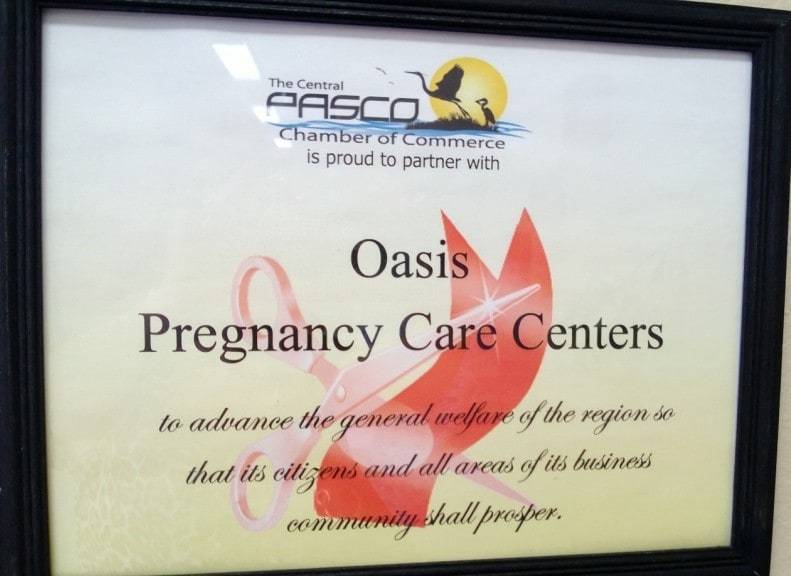 The Central
PASCO
Chamber of Commerce
is proud to partner with
Oasis
Pregnancy Care Centers
to advance the general welfare of the region so
that its citizens and all areas of its business
community shall prosper.